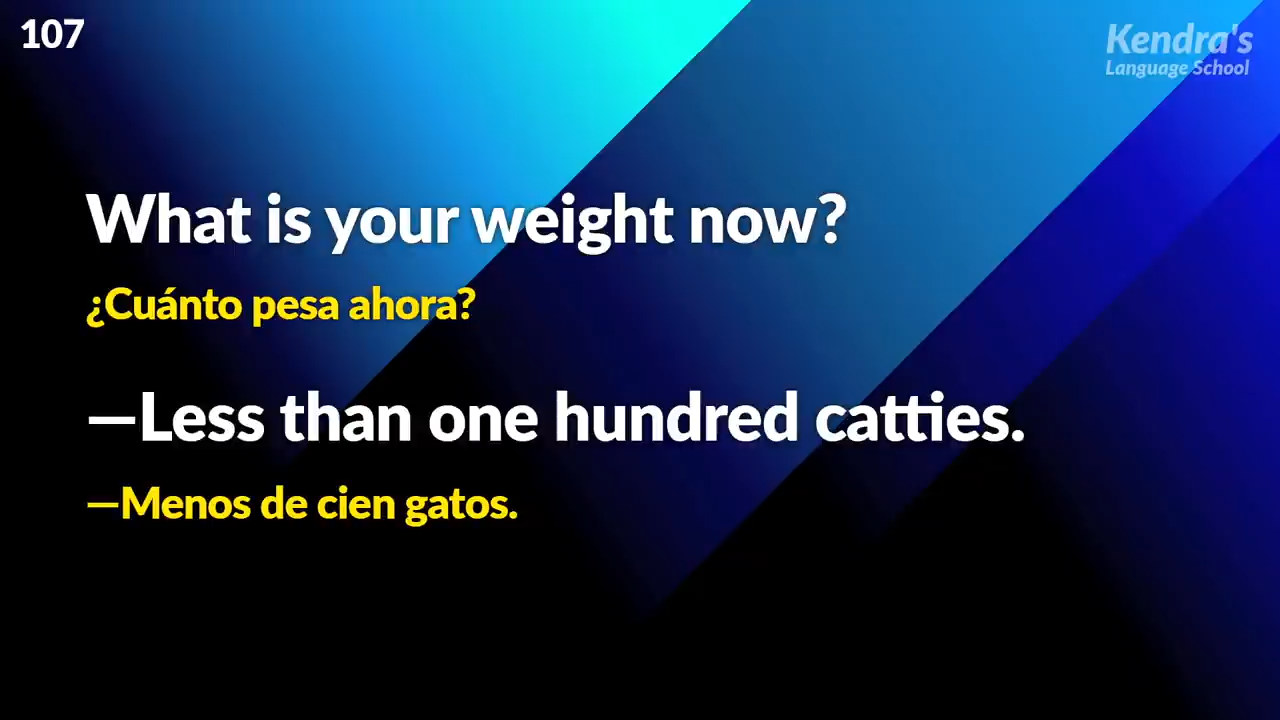 107
Kendra's
Language School
What is your weight now?
¿Cuánto pesa ahora?
—Less than one hundred catties.
—Menos de cien gatos.